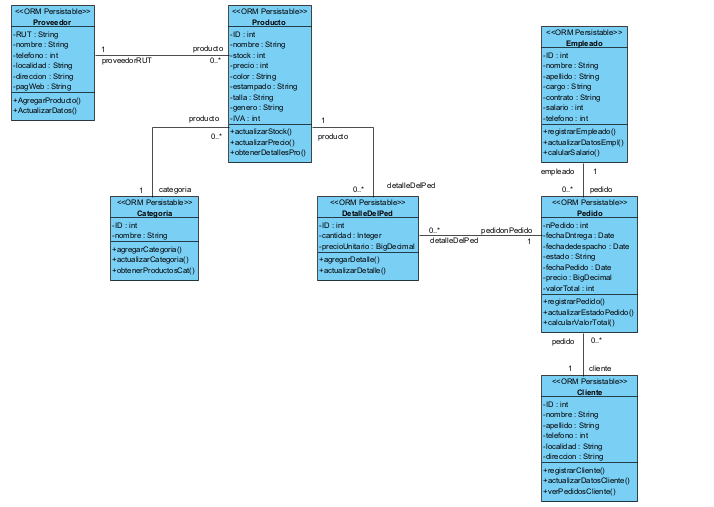 <<ORM Persistable>>
Proveedor
-RUT : String
-nombre : String
-telefono : int
-localidad : String
-direccion : String
-pagWeb : String
+AgregarProducto()
+ActualizarDatos()
1
proveedorRUT
producto
0..*
<<ORM Persistable>>
Producto
-ID : int
-nombre : String
-stock : int
-precio : int
-color : String
-estampado : String
-talla : String
-genero : String
-IVA : int
+actualizarStock()
+actualizarPrecio()
+obtenerDetallesPro()
producto
0..*
1
categoria
1
producto
0..*
detalleDelPed
<<ORM Persistable>>
Categoria
-ID : int
-nombre : String
+agregarCategoria()
+actualizarCategoria()
+obtenerProductosCat()
<<ORM Persistable>>
DetalleDelPed
-ID : int
-cantidad : Integer
-precioUnitario : BigDecimal
+agregarDetalle()
+actualizarDetalle()
0..*
detalleDelPed
pedidonPedido
1
<<ORM Persistable>>
Empleado
-ID : int
-nombre : String
-apellido : String
-cargo : String
-contrato : String
-salario : int
-telefono : int
+registrarEmpleado()
+actualizarDatosEmpl()
+calularSalario()
empleado
1
0..*
pedido
<<ORM Persistable>>
Pedido
-nPedido : int
-fechaDntrega : Date
-fechadedespacho : Date
-estado : String
-fechaPedido : Date
-precio : BigDecimal
-valorTotal : int
+registrarPedido()
+actualizarEstadoPedido()
+calcularValorTotal()
pedido
0..*
1
cliente
<<ORM Persistable>>
Cliente
-ID : int
-nombre : String
-apellido : String
-telefono : int
-localidad : String
-direccion : String
+registrarCliente()
+actualizarDatosCliente()
+verPedidosCliente()